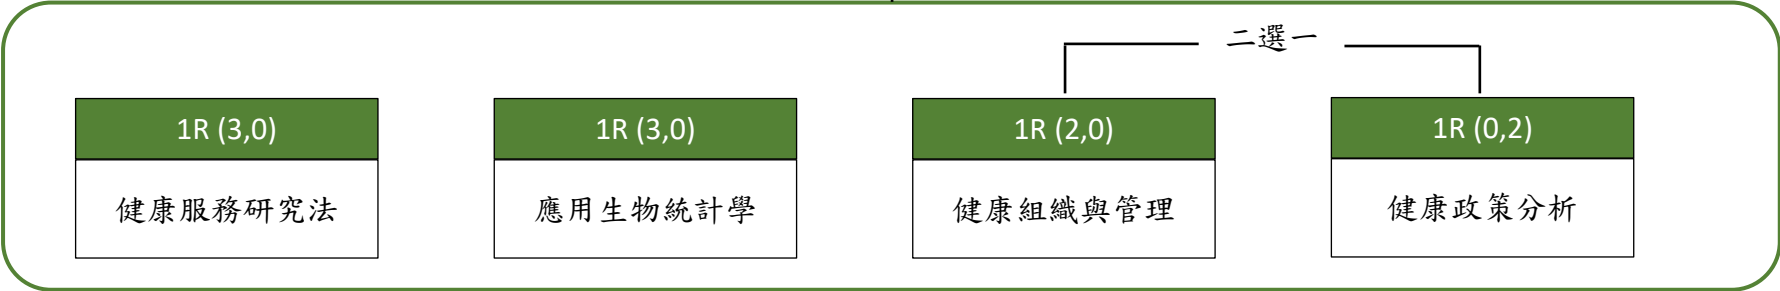 二選一
1R (3,0)
健康服務研究法
1R (3,0)
應用生物統計學
1R (2,0)
健康組織與管理
1R (0,2)
健康政策分析